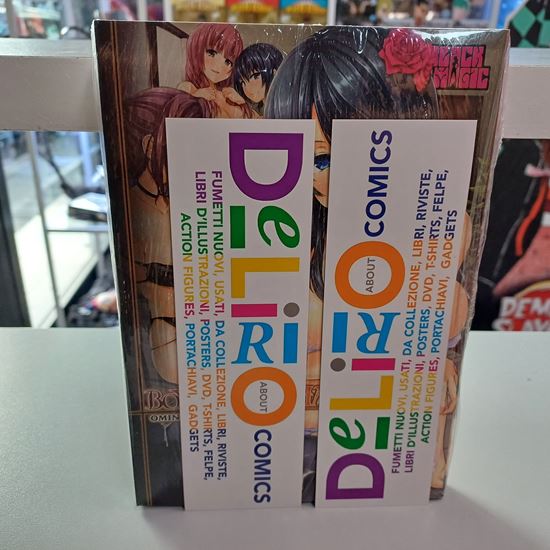 BLACK
MAGIC
DeLiRiO
ABOUT
COMICS
FUMETTI NUOVI, USATI, DA COLLEZIONE, LIBRI, RIVISTE,
LIBRI D'ILLUSTRAZIONI, POSTERS, DVD, T-SHIRTS, FELPE,
ACTION FIGURES, PORTACHIAVI, GADGETS
DeLiRiO
ABOUT
COMICS
FUMETTI NUOVI, USATI, DA COLLEZIONE, LIBRI, RIVISTE,
LIBRI D'ILLUSTRAZIONI, POSTERS, DVD, T-SHIRTS, FELPE,
ACTION FIGURES, PORTACHIAVI, GADGETS